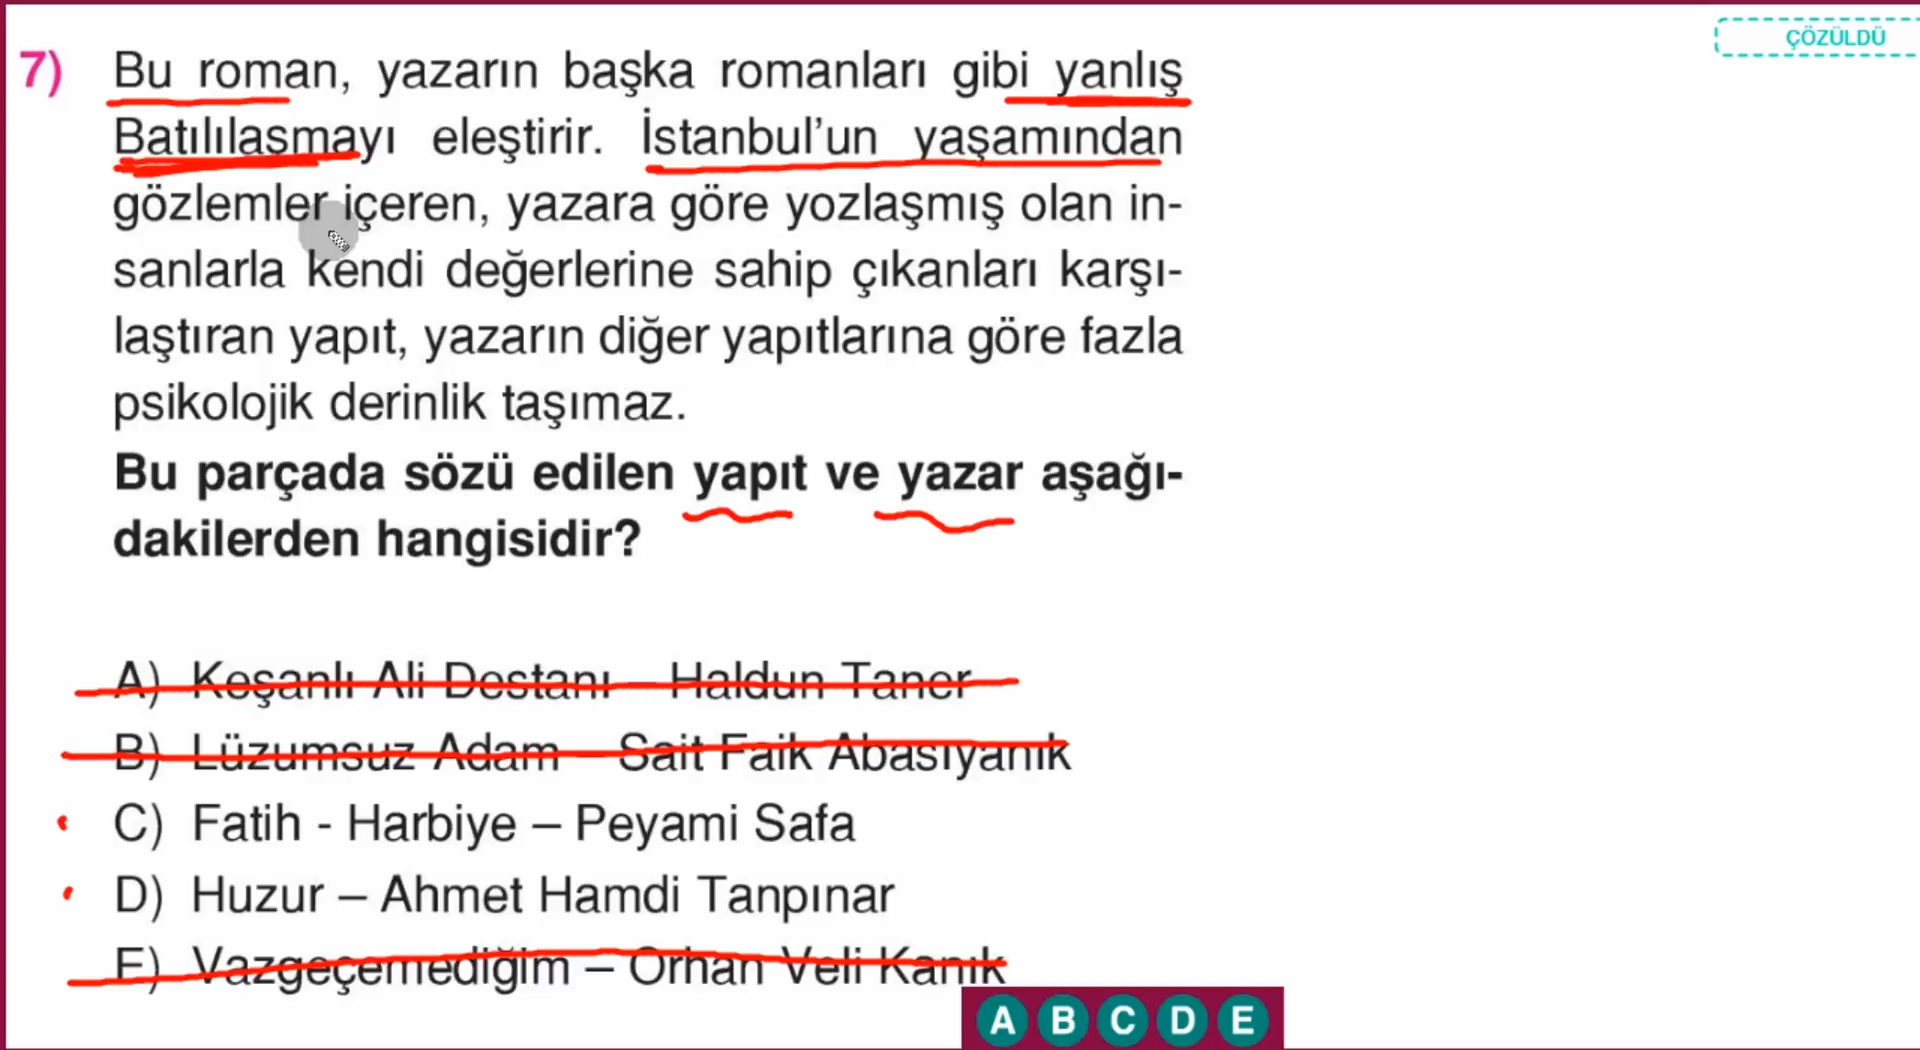 ÇÖZÜLDÜ
7) Bu roman, yazarın başka romanları gibi yanlış
Batılılaşmayı eleştirir. İstanbul'un yaşamından
gözlemler içeren, yazara göre yozlaşmış olan in-
sanlarla kendi değerlerine sahip çıkanları karşı-
laştıran yapıt, yazarın diğer yapıtlarına göre fazla
psikolojik derinlik taşımaz.
Bu parçada sözü edilen yapıt ve yazar aşağı-
dakilerden hangisidir?
A) Keşanlı Ali Destanı – Haldun Taner
B) Lüzumsuz Adam – Sait Faik Abasıyanık
C) Fatih - Harbiye – Peyami Safa
D) Huzur – Ahmet Hamdi Tanpınar
E) Vazgeçemediğim – Orhan Veli Kanık
A B C D E